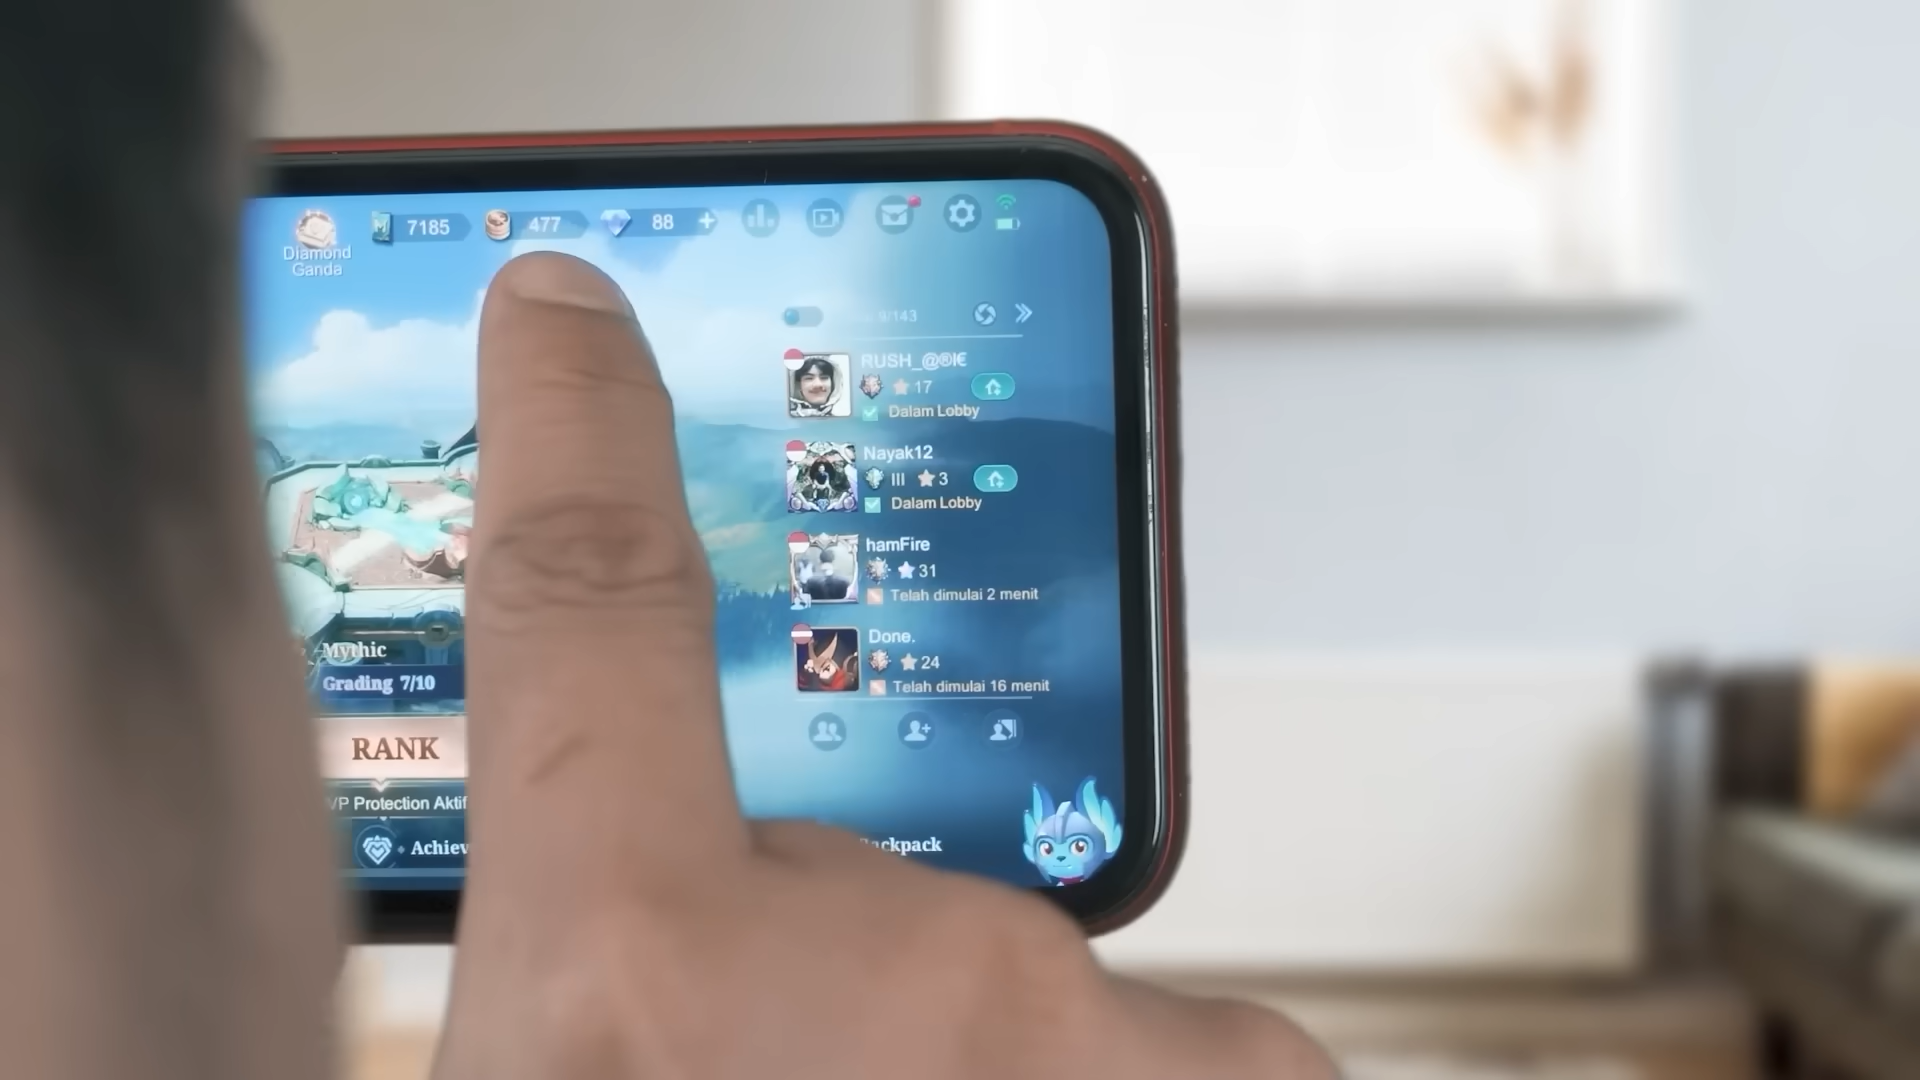 Diamond
Ganda
7185
477
88
9/143
RUSH_@®I€
17
Dalam Lobby
Nayak12
III 3
Dalam Lobby
hamFire
31
Telah dimulai 2 menit
Done.
24
Telah dimulai 16 menit
Mythic
Grading 7/10
RANK
VP Protection Aktif
Achiev
ackpack